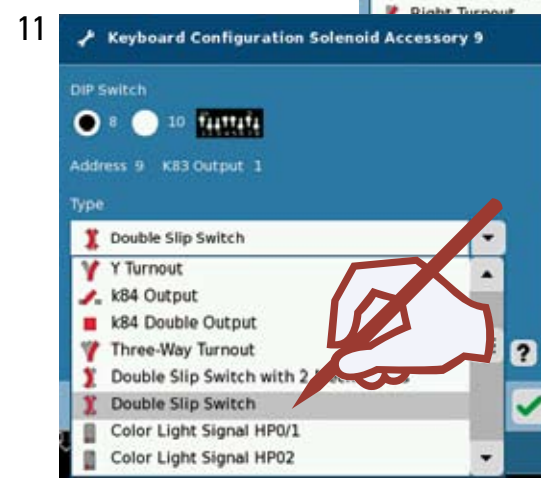 Right Turnout
11
Keyboard Configuration Solenoid Accessory 9
DIP Switch
8 10
Address 9 K83 Output 1
Type
Double Slip Switch
Y Turnout
k84 Output
k84 Double Output
Three-Way Turnout
Double Slip Switch with 2
?
Double Slip Switch
Color Light Signal HP0/1
Color Light Signal HP02